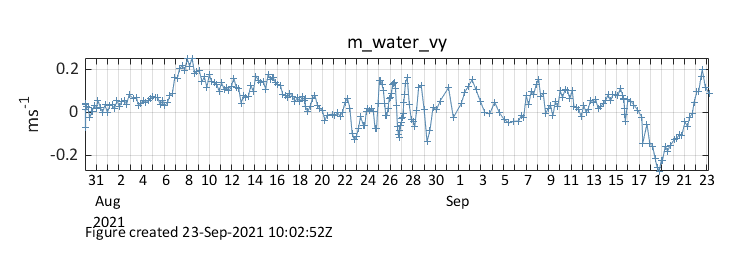 m_water_vy
0.2
0
-0.2
ms-1
31 2 4 6 8 10 12 14 16 18 20 22 24 26 28 30 1 3 5 7 9 11 13 15 17 19 21 23
Aug Sep
2021
Figure created 23-Sep-2021 10:02:52Z